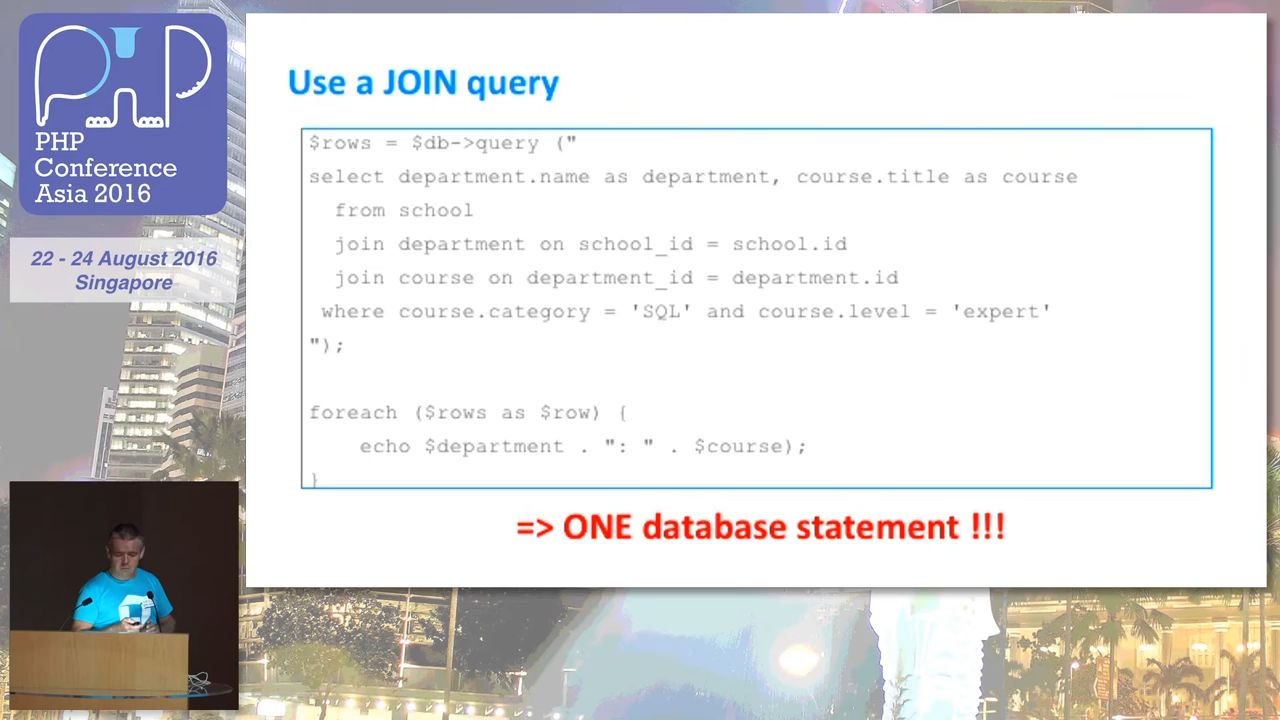 PHP
Conference
Asia 2016
22 - 24 August 2016
Singapore
Use a JOIN query
$rows = $db->query ("
select department.name as department, course.title as course
from school
join department on school_id = school.id
join course on department_id = department.id
where course.category = 'SQL' and course.level = 'expert'
");
foreach ($rows as $row) {
echo $department . ": " . $course);
}
=> ONE database statement !!!